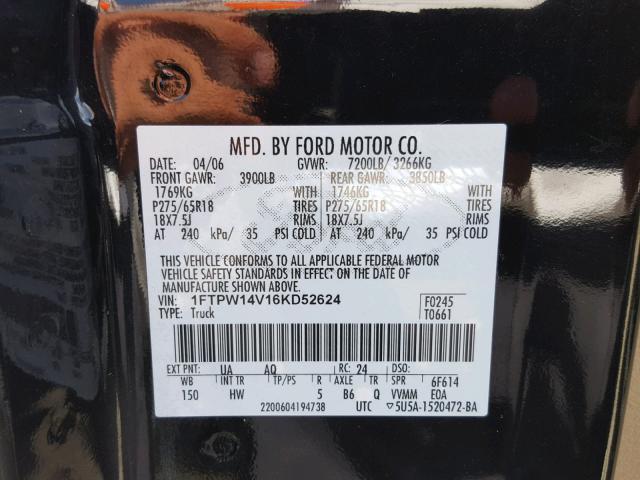 MFD. BY FORD MOTOR CO.
DATE: 04/06 GVWR: 7200LB/ 3266KG
FRONT GAWR: 3900LB REAR GAWR: 3850LB
1769KG WITH 1746KG WITH
P275/65R18 TIRES P275/65R18 TIRES
18X7.5J RIMS 18X7.5J RIMS
AT 240 kPa/ 35 PSI COLD AT 240 kPa/ 35 PSI COLD
THIS VEHICLE CONFORMS TO ALL APPLICABLE FEDERAL MOTOR
VEHICLE SAFETY STANDARDS IN EFFECT ON THE DATE OF
MANUFACTURE SHOWN ABOVE.
VIN: 1FTPW14V16KD52624 F0245
TYPE: Truck T0661
EXT PNT: UA AQ RC: 24 DSO:
WB INT TR TP/PS R AXLE TR SPR 6F614
150 HW 5 B6 Q VVMM EOA
2200604194738 UTC ▽5U5A-1520472-BA